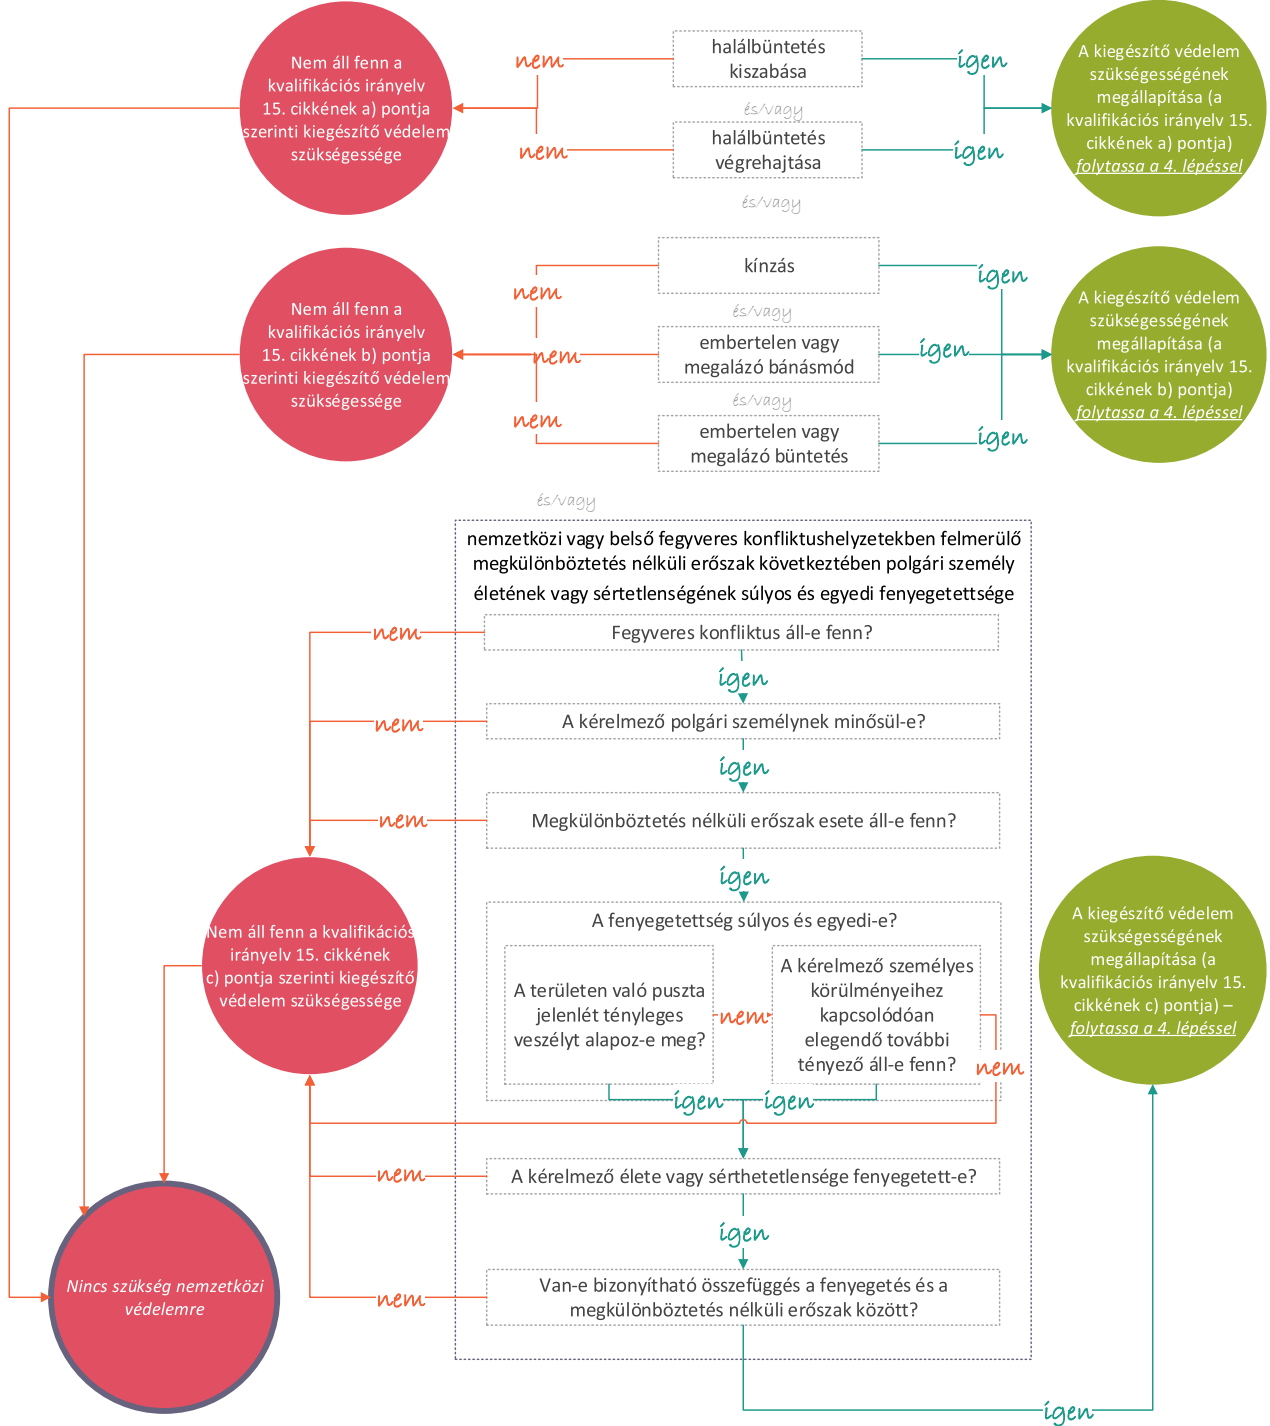 Nem áll fenn a
kvalifikációs irányelv
15. cikkének a) pontja
szerinti kiegészítő védelem
szükségessége
nem
nem
halálbüntetés
kiszabása
és/vagy
halálbüntetés
végrehajtása
igen
igen
A kiegészítő védelem
szükségességének
megállapítása (a
kvalifikációs irányelv 15.
cikkének a) pontja)
folytassa a 4. lépéssel
és/vagy
Nem áll fenn a
kvalifikációs irányelv
15. cikkének b) pontja
szerinti kiegészítő védelem
szükségessége
nem
nem
nem
kínzás
és/vagy
embertelen vagy
megalázó bánásmód
és/vagy
embertelen vagy
megalázó büntetés
igen
igen
igen
A kiegészítő védelem
szükségességének
megállapítása (a
kvalifikációs irányelv 15.
cikkének b) pontja)
folytassa a 4. lépéssel
és/vagy
nemzetközi vagy belső fegyveres konfliktushelyzetekben felmerülő
megkülönböztetés nélküli erőszak következtében polgári személy
életének vagy sértetlenségének súlyos és egyedi fenyegetettsége
nem
Fegyveres konfliktus áll-e fenn?
igen
nem
A kérelmező polgári személynek minősül-e?
igen
nem
Megkülönböztetés nélküli erőszak esete áll-e fenn?
igen
A fenyegetettség súlyos és egyedi-e?
A területen való puszta
jelenlét tényleges
veszélyt alapoz-e meg?
nem
A kérelmező személyes
körülményeihez
kapcsolódóan
elegendő további
tényező áll-e fenn?
nem
igen
igen
Nem áll fenn a kvalifikációs
irányelv 15. cikkének
c) pontja szerinti kiegészítő
védelem szükségessége
A kiegészítő védelem
szükségességének
megállapítása (a
kvalifikációs irányelv 15.
cikkének c) pontja) –
folytassa a 4. lépéssel
nem
A kérelmező élete vagy sérthetetlensége fenyegetett-e?
igen
nem
Van-e bizonyítható összefüggés a fenyegetés és a
megkülönböztetés nélküli erőszak között?
igen
Nincs szükség nemzetközi
védelemre